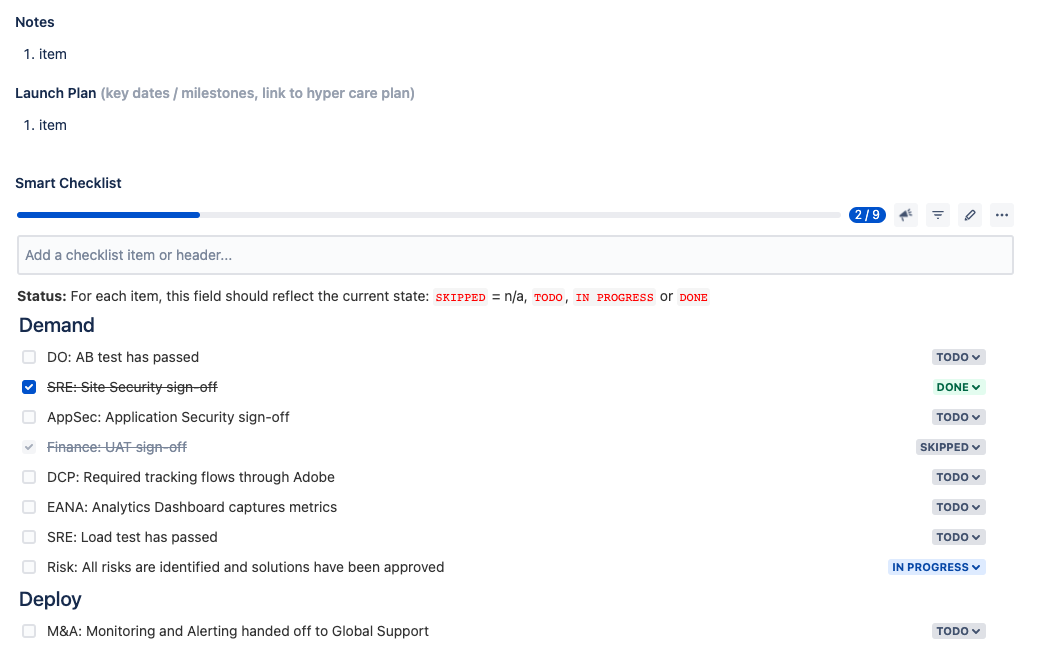 Notes
1. item
Launch Plan (key dates / milestones, link to hyper care plan)
1. item
Smart Checklist
2 / 9
Add a checklist item or header...
Status: For each item, this field should reflect the current state: SKIPPED = n/a, TODO, IN PROGRESS or DONE
Demand
DO: AB test has passed TODO
SRE: Site Security sign-off DONE
AppSec: Application Security sign-off TODO
Finance: UAT sign-off SKIPPED
DCP: Required tracking flows through Adobe TODO
EANA: Analytics Dashboard captures metrics TODO
SRE: Load test has passed TODO
Risk: All risks are identified and solutions have been approved IN PROGRESS
Deploy
M&A: Monitoring and Alerting handed off to Global Support TODO